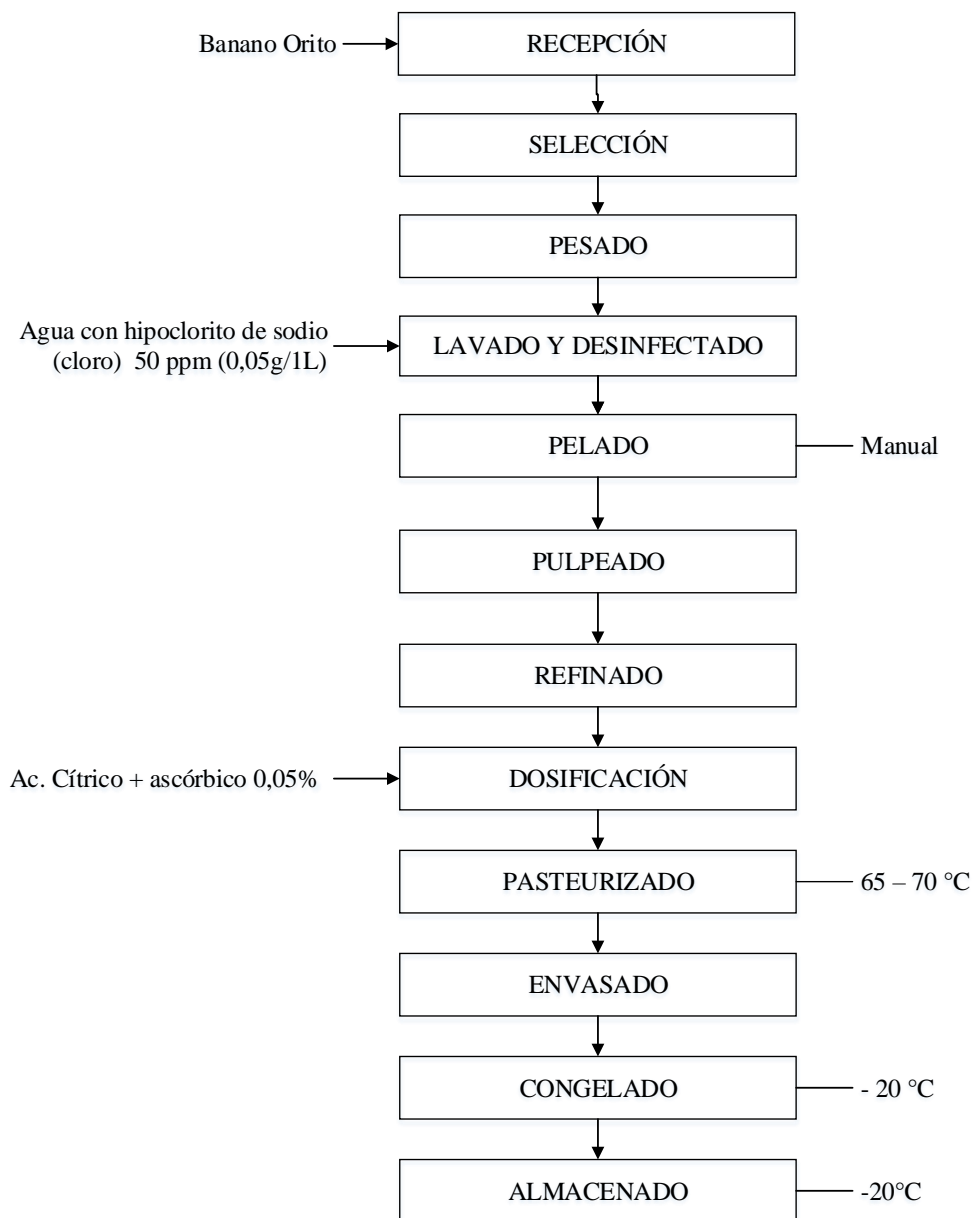 Banano Orito
RECEPCIÓN
SELECCIÓN
PESADO
Agua con hipoclorito de sodio
(cloro)  50 ppm (0,05g/1L)
LAVADO Y DESINFECTADO
PELADO
Manual
PULPEADO
REFINADO
Ac. Cítrico + ascórbico 0,05%
DOSIFICACIÓN
PASTEURIZADO
65 – 70 °C
ENVASADO
CONGELADO
- 20 °C
ALMACENADO
-20°C